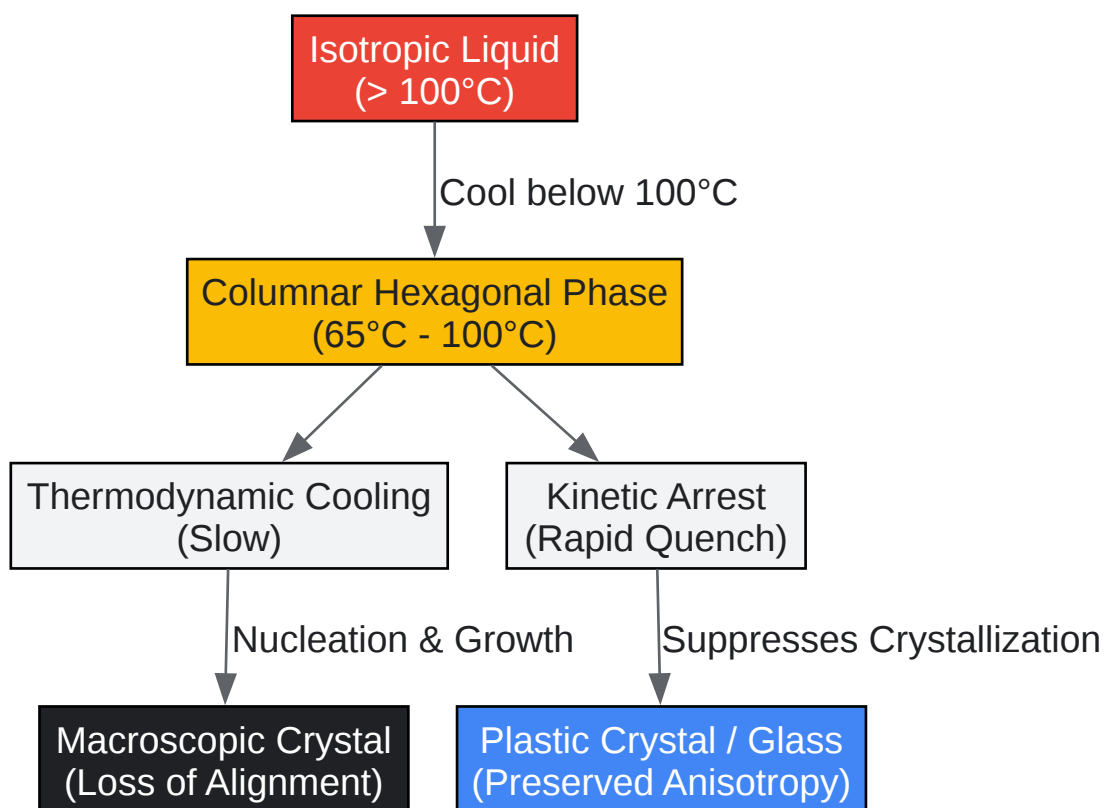 Isotropic Liquid
(> 100°C)
Cool below 100°C
Columnar Hexagonal Phase
(65°C - 100°C)
Thermodynamic Cooling
(Slow)
Kinetic Arrest
(Rapid Quench)
Nucleation & Growth
Suppresses Crystallization
Macroscopic Crystal
(Loss of Alignment)
Plastic Crystal / Glass
(Preserved Anisotropy)